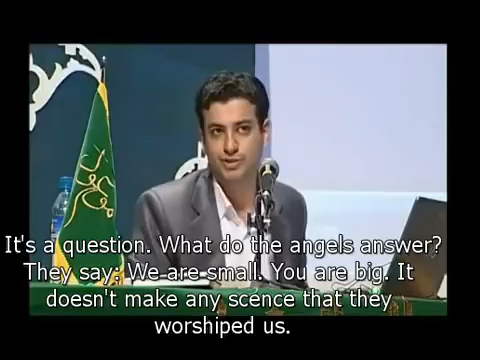 It's a question. What do the angels answer?
They say: We are small. You are big. It
doesn't make any scence that they
worshiped us.